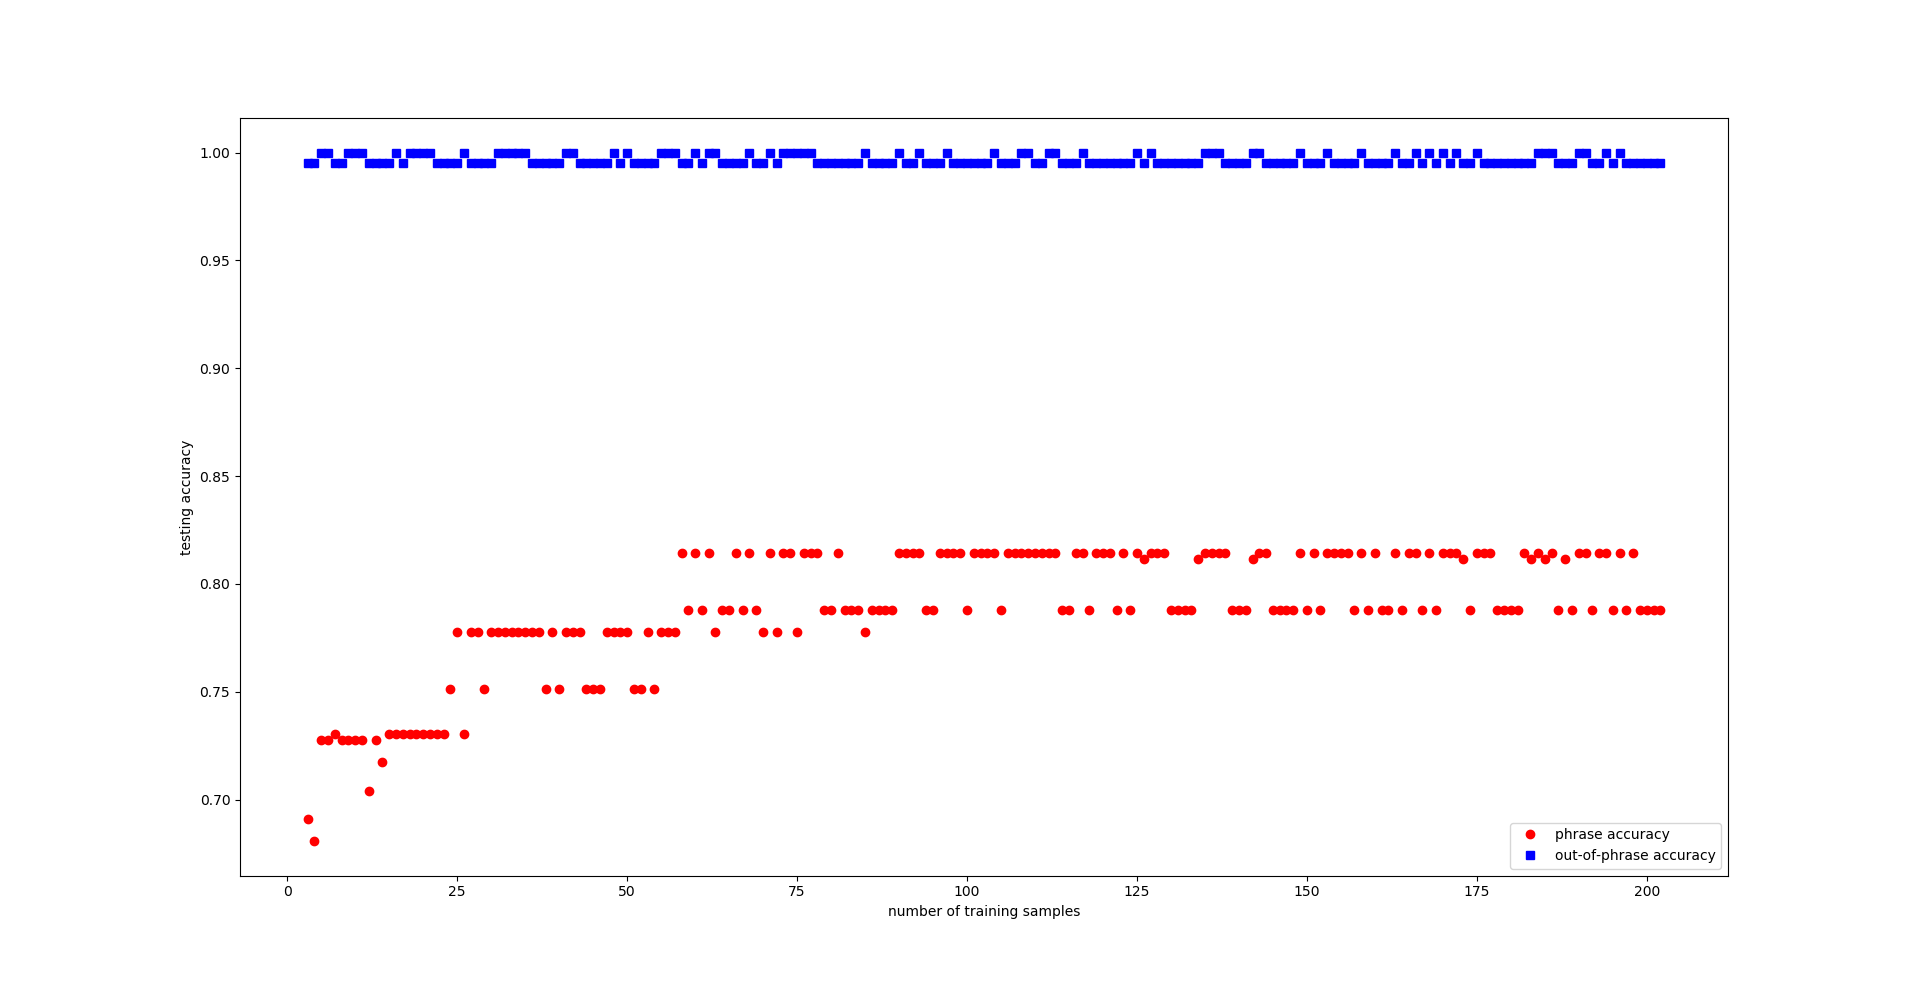 1.00
0.95
0.90
0.85
0.80
0.75
0.70
testing accuracy
0 25 50 75 100 125 150 175 200
number of training samples
phrase accuracy
out-of-phrase accuracy